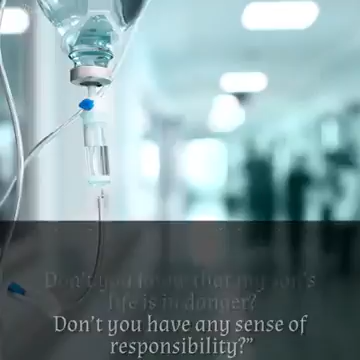 Don't you know that my son's
life is in danger?
Don't you have any sense of
responsibility?”